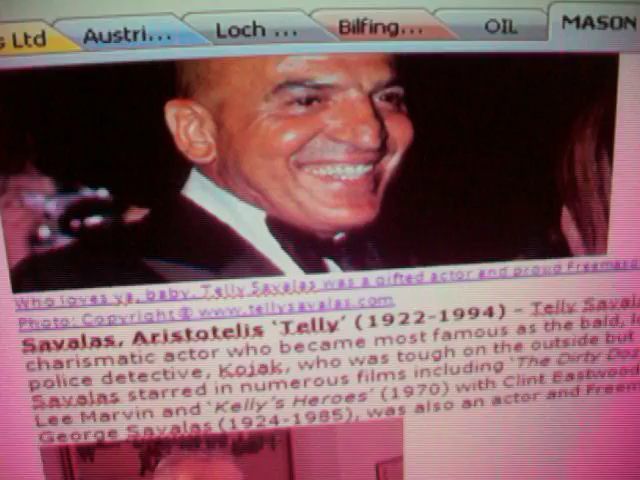 s Ltd
Austri...
Loch ...
Bilfing...
OIL
MASON
Who loves ya, baby. Telly Savalas was a gifted actor and proud Freemaso
Photo: Copyright © www.tellysavalas.com
Savalas, Aristotelis 'Telly' (1922-1994) - Telly Saval
charismatic actor who became most famous as the bald, l
police detective, Kojak, who was tough on the outside but
Savalas starred in numerous films including 'The Dirty Doz
Lee Marvin and 'Kelly's Heroes' (1970) with Clint Eastwood
George Savalas (1924-1985), was also an actor and Freem